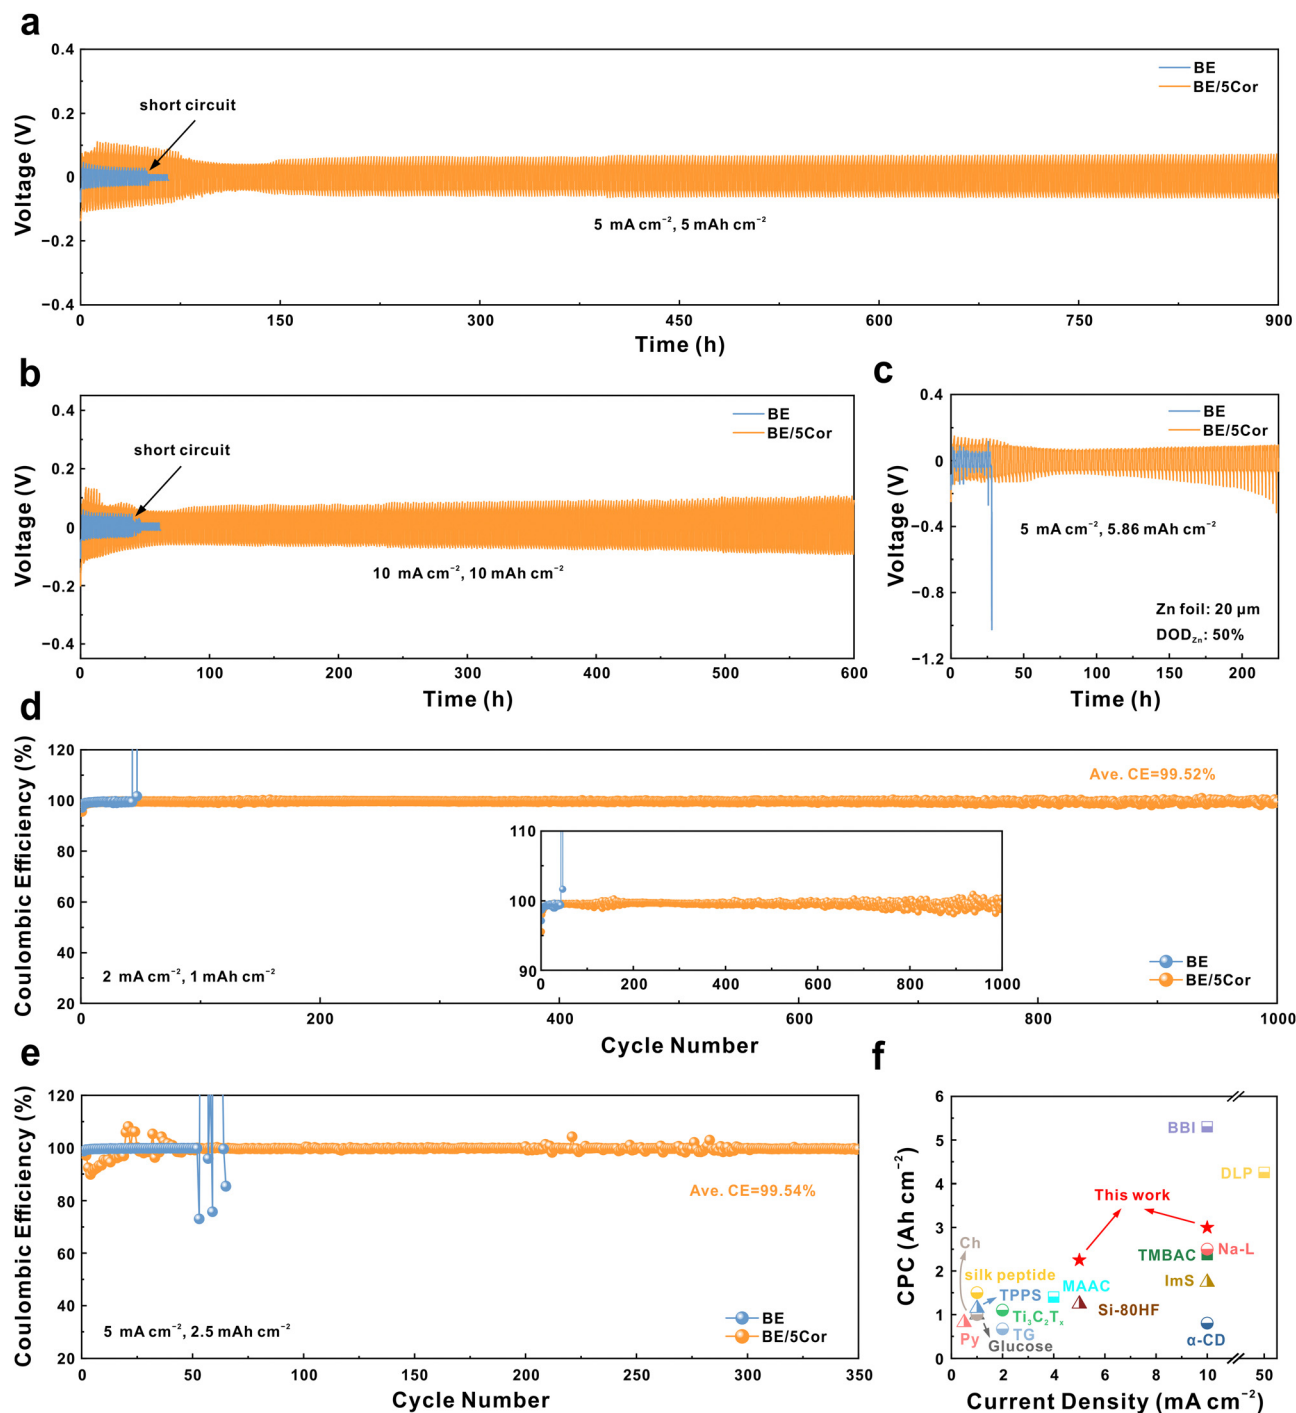 a
0.4
0.2
0
−0.2
−0.4
Voltage (V)
BE
BE/5Cor
short circuit
5 mA cm⁻², 5 mAh cm⁻²
0 150 300 450 600 750 900
Time (h)
b
0.4
0.2
0
−0.2
−0.4
Voltage (V)
BE
BE/5Cor
short circuit
10 mA cm⁻², 10 mAh cm⁻²
0 100 200 300 400 500 600
Time (h)
c
0.4
0
−0.4
−0.8
−1.2
Voltage (V)
BE
BE/5Cor
5 mA cm⁻², 5.86 mAh cm⁻²
Zn foil: 20 μm
DOD_Zn: 50%
0 50 100 150 200
Time (h)
d
120
100
80
60
40
20
Coulombic Efficiency (%)
Ave. CE=99.52%
110
100
90
0 200 400 600 800 1000
2 mA cm⁻², 1 mAh cm⁻²
BE
BE/5Cor
0 200 400 600 800 1000
Cycle Number
e
120
100
80
60
40
20
Coulombic Efficiency (%)
Ave. CE=99.54%
5 mA cm⁻², 2.5 mAh cm⁻²
BE
BE/5Cor
0 50 100 150 200 250 300 350
Cycle Number
f
6
5
4
3
2
1
0
CPC (Ah cm⁻²)
BBI
DLP
This work
Ch
Na-L
TMBAC
silk peptide
MAAC
ImS
TPPS
Si-80HF
Ti₃C₂Tₓ
Py
TG
α-CD
Glucose
0 2 4 6 8 10 50
Current Density (mA cm⁻²)